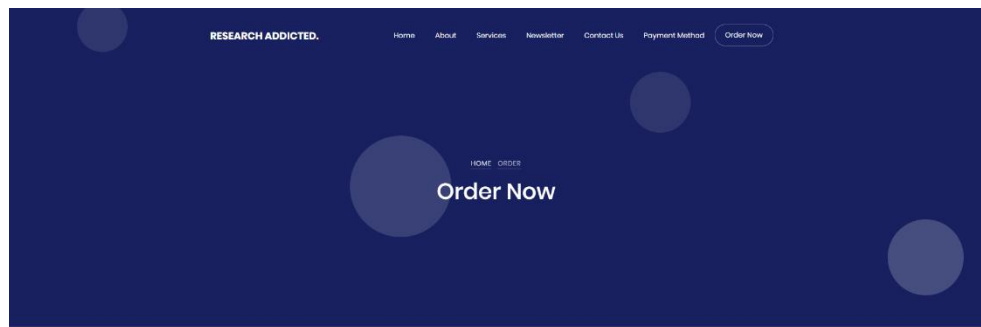 RESEARCH ADDICTED. Home About Services Newsletter Contact Us Payment Method Order Now
HOME ORDER
Order Now